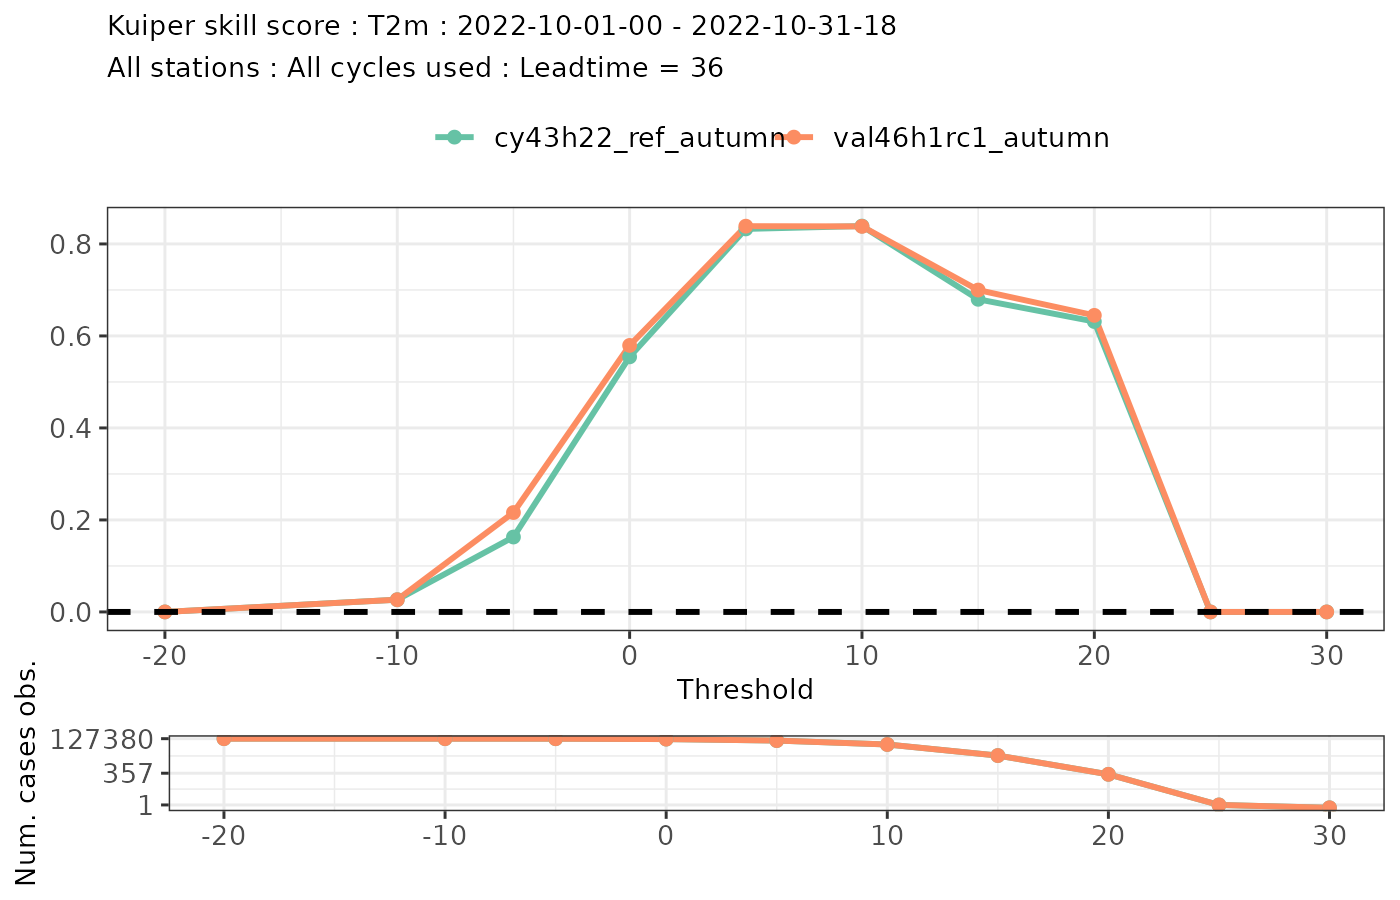 Kuiper skill score : T2m : 2022-10-01-00 - 2022-10-31-18
All stations : All cycles used : Leadtime = 36
cy43h22_ref_autumn val46h1rc1_autumn
0.8
0.6
0.4
0.2
0.0
-20 -10 0 10 20 30
Threshold
Num. cases obs.
127380
357
1
-20 -10 0 10 20 30